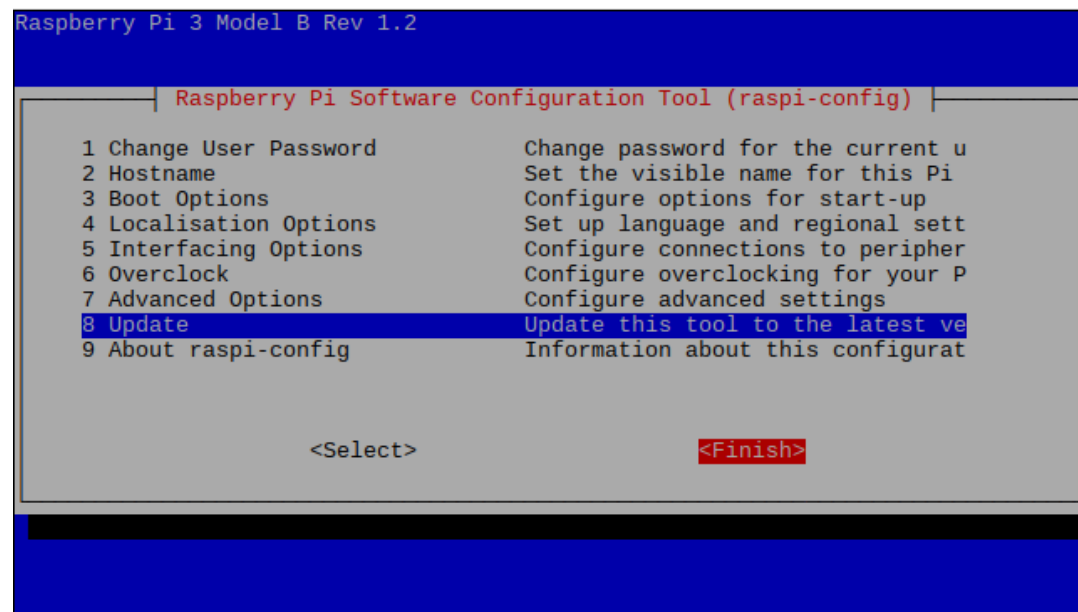 Raspberry Pi 3 Model B Rev 1.2
Raspberry Pi Software Configuration Tool (raspi-config)
1 Change User Password Change password for the current u
2 Hostname Set the visible name for this Pi
3 Boot Options Configure options for start-up
4 Localisation Options Set up language and regional sett
5 Interfacing Options Configure connections to peripher
6 Overclock Configure overclocking for your P
7 Advanced Options Configure advanced settings
8 Update Update this tool to the latest ve
9 About raspi-config Information about this configurat
<Select> <Finish>